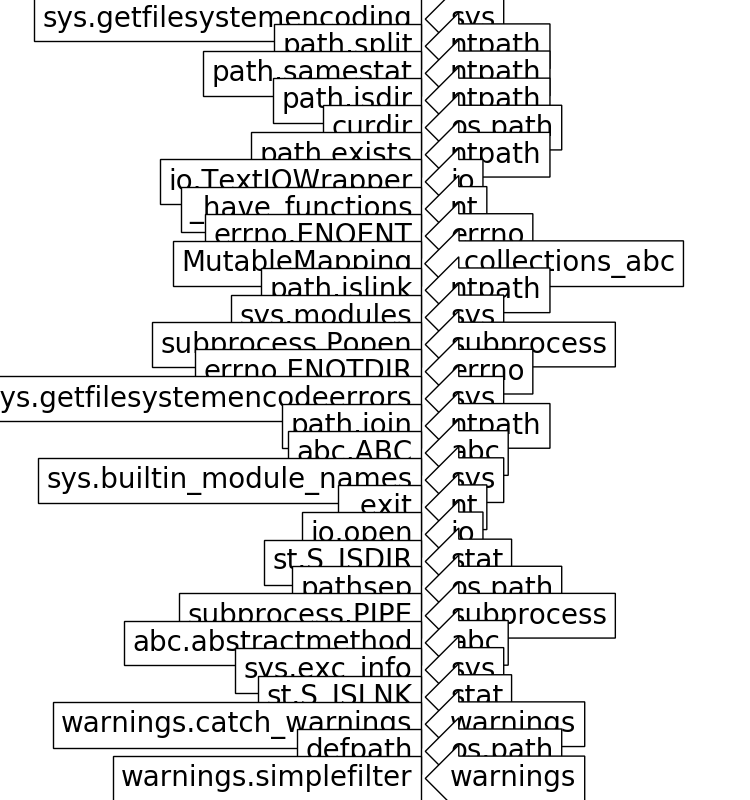 sys.getfilesystemencoding sys
path.split ntpath
path.samestat ntpath
path.isdir ntpath
curdir os.path
path.exists ntpath
io.TextIOWrapper io
_have_functions nt
errno.ENOENT errno
MutableMapping collections_abc
path.islink ntpath
sys.modules sys
subprocess.Popen subprocess
errno.ENOTDIR errno
ys.getfilesystemencodeerrors sys
path.join ntpath
abc.ABC abc
sys.builtin_module_names sys
exit nt
io.open io
st.S_ISDIR stat
pathsep os.path
subprocess.PIPE subprocess
abc.abstractmethod abc
sys.exc_info sys
st.S_ISLNK stat
warnings.catch_warnings warnings
defpath os.path
warnings.simplefilter warnings